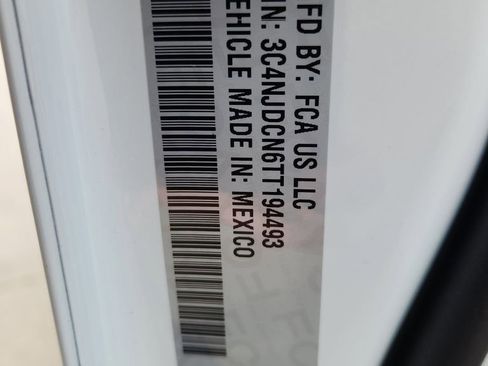 FD BY: FCA US LLC
IN: 3C4NJDCN6TT194493
EHICLE MADE IN: MEXICO